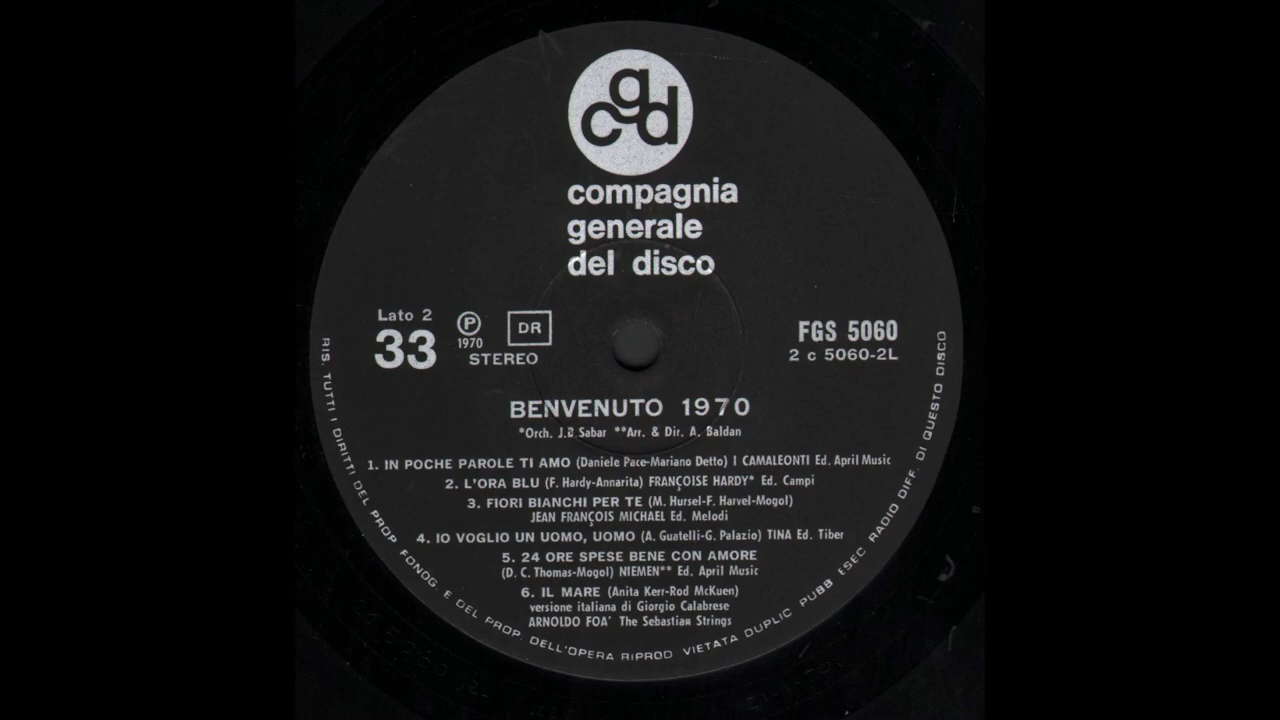 cgd
compagnia
generale
del disco
Lato 2
33
P
1970
STEREO
DR
FGS 5060
2 c 5060-2L
BENVENUTO 1970
*Orch. J.B.Sabar **Arr. & Dir. A. Baldan
1. IN POCHE PAROLE TI AMO (Daniele Pace-Mariano Detto) I CAMALEONTI Ed. April Music
2. L'ORA BLU (F. Hardy-Annarita) FRANÇOISE HARDY* Ed. Campi
3. FIORI BIANCHI PER TE (M. Hursel-F. Harvel-Mogol)
JEAN FRANÇOIS MICHAEL Ed. Melodi
4. IO VOGLIO UN UOMO, UOMO (A. Guatelli-G. Palazio) TINA Ed. Tiber
5. 24 ORE SPESE BENE CON AMORE
(D. C. Thomas-Mogol) NIEMEN** Ed. April Music
6. IL MARE (Anita Kerr-Rod McKuen)
versione italiana di Giorgio Calabrese
ARNOLDO FOA' The Sebastian Strings
RIS. TUTTI I DIRITTI DEL PROP FONOG E DEL PROP. DELL'OPERA RIPROD VIETATA DUPLIC PUBB ESEC RADIO DIFF. DI QUESTO DISCO